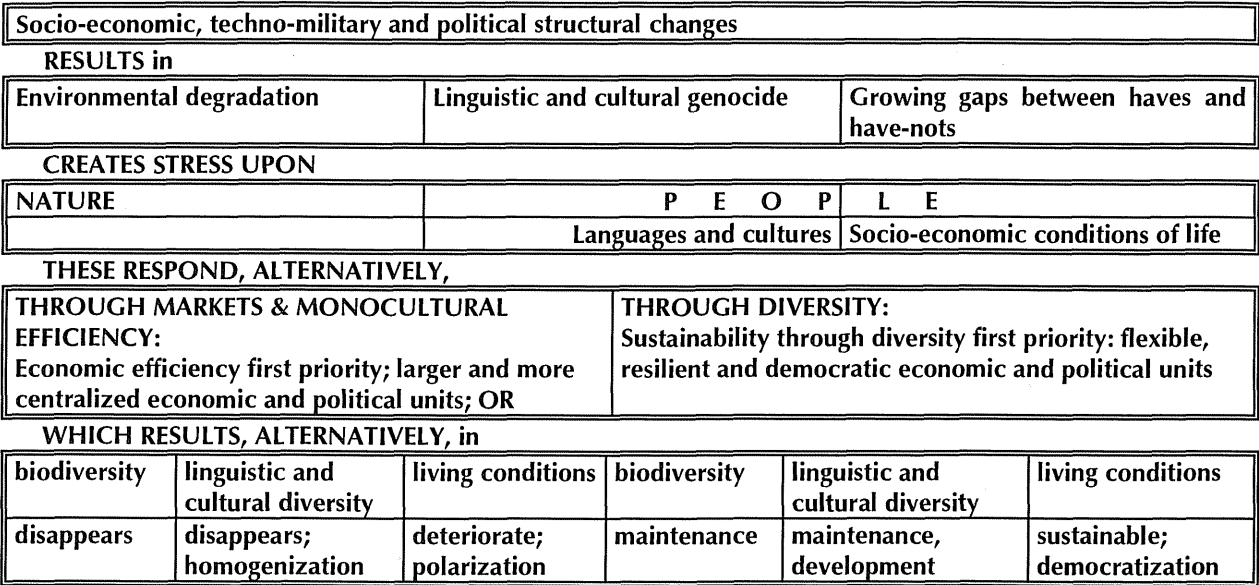 Socio-economic, techno-military and political structural changes
RESULTS in
Environmental degradation
Linguistic and cultural genocide
Growing gaps between haves and
have-nots
CREATES STRESS UPON
NATURE
P E O P L E
Languages and cultures
Socio-economic conditions of life
THESE RESPOND, ALTERNATIVELY,
THROUGH MARKETS & MONOCULTURAL
EFFICIENCY:
Economic efficiency first priority; larger and more
centralized economic and political units; OR
THROUGH DIVERSITY:
Sustainability through diversity first priority: flexible,
resilient and democratic economic and political units
WHICH RESULTS, ALTERNATIVELY, in
biodiversity
linguistic and
cultural diversity
living conditions
biodiversity
linguistic and
cultural diversity
living conditions
disappears
disappears;
homogenization
deteriorate;
polarization
maintenance
maintenance,
development
sustainable;
democratization